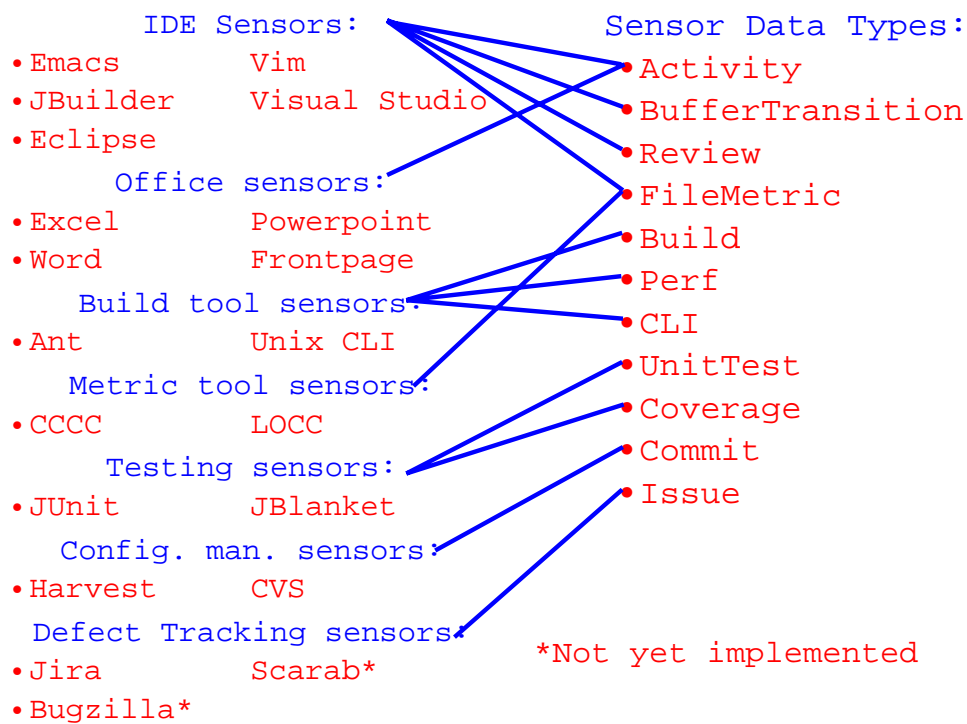 IDE Sensors:
• Emacs Vim
• JBuilder Visual Studio
• Eclipse
Office sensors:
• Excel Powerpoint
• Word Frontpage
Build tool sensors:
• Ant Unix CLI
Metric tool sensors:
• CCCC LOCC
Testing sensors:
• JUnit JBlanket
Config. man. sensors:
• Harvest CVS
Defect Tracking sensors:
• Jira Scarab*
• Bugzilla*
Sensor Data Types:
• Activity
• BufferTransition
• Review
• FileMetric
• Build
• Perf
• CLI
• UnitTest
• Coverage
• Commit
• Issue
*Not yet implemented